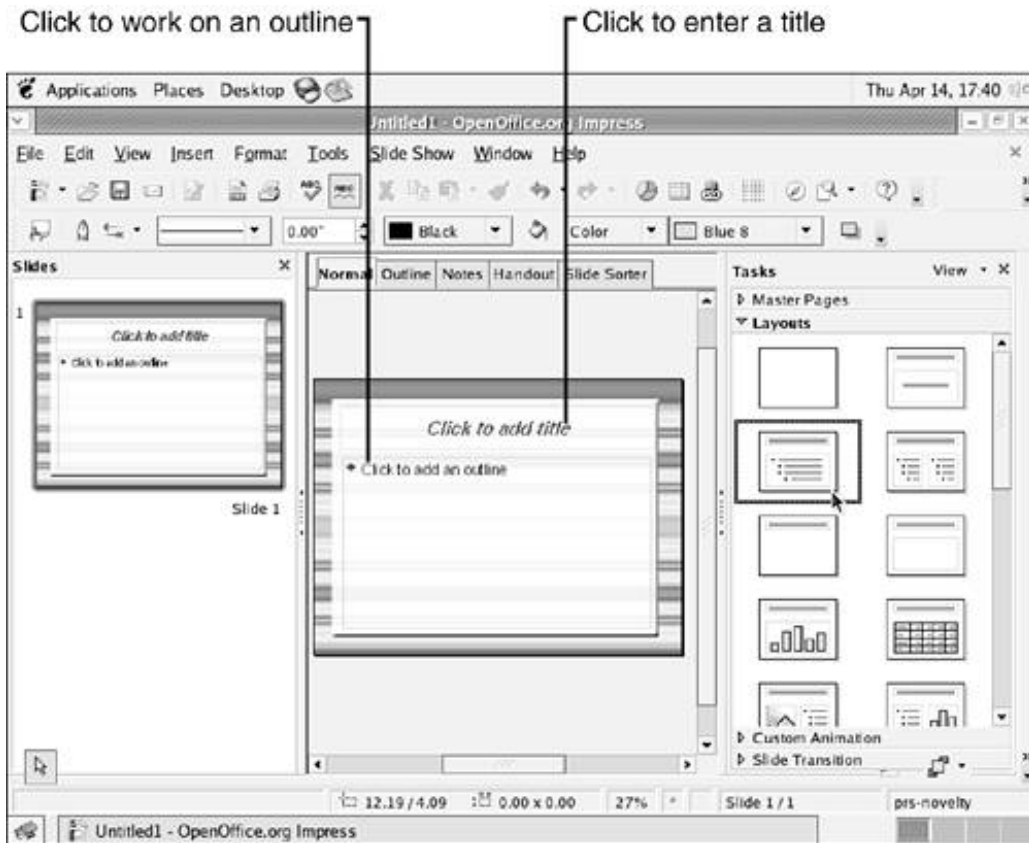 Click to work on an outline
Click to enter a title
Applications Places Desktop Thu Apr 14, 17:40
Untitled1 - OpenOffice.org Impress
File Edit View Insert Format Tools Slide Show Window Help
0.00" Black Color Blue 8
Slides
Normal Outline Notes Handout Slide Sorter
Tasks View
1
Click to add title
Click to add an outline
Slide 1
Click to add title
Click to add an outline
Master Pages
Layouts
Custom Animation
Slide Transition
12.19 / 4.09 0.00 x 0.00 27% * Slide 1 / 1 prs-novelty
Untitled1 - OpenOffice.org Impress